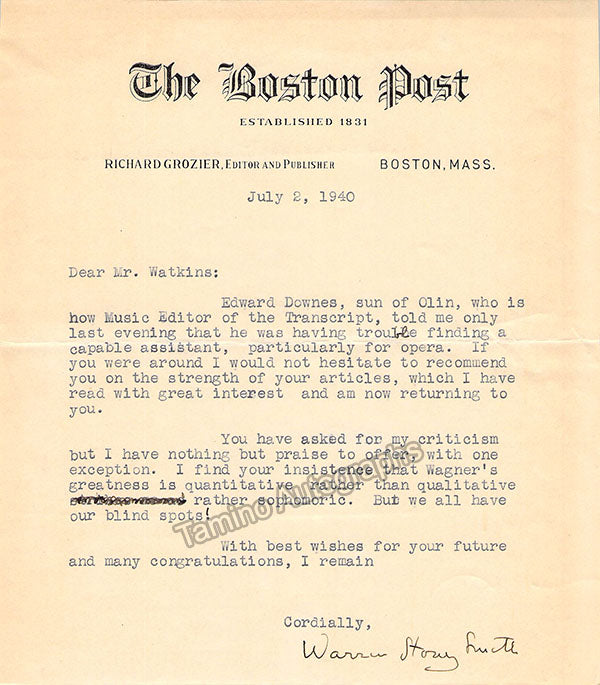 The Boston Post
ESTABLISHED 1831
RICHARD GROZIER, EDITOR AND PUBLISHER BOSTON, MASS.
July 2, 1940
Dear Mr. Watkins:
Edward Downes, sun of Olin, who is
how Music Editor of the Transcript, told me only
last evening that he was having trouble finding a
capable assistant, particularly for opera. If
you were around I would not hesitate to recommend
you on the strength of your articles, which I have
read with great interest and am now returning to
you.
You have asked for my criticism
but I have nothing but praise to offer, with one
exception. I find your insistence that Wagner's
greatness is quantitative rather than qualitative
rather sophomoric. But we all have
our blind spots!
With best wishes for your future
and many congratulations, I remain
Cordially,
Warren Storey Smith
Tamino Autographs